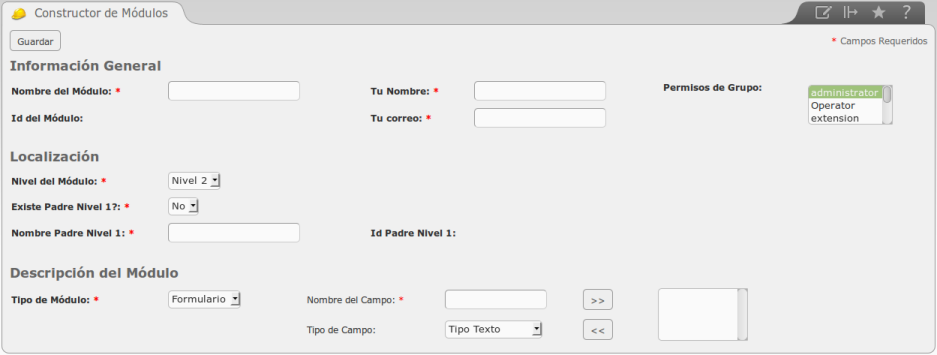 Constructor de Módulos
?
Guardar
* Campos Requeridos
Información General
Nombre del Módulo: * Tu Nombre: * Permisos de Grupo:
administrator
Operator
extension
Id del Módulo: Tu correo: *
Localización
Nivel del Módulo: * Nivel 2
Existe Padre Nivel 1?: * No
Nombre Padre Nivel 1: * Id Padre Nivel 1:
Descripción del Módulo
Tipo de Módulo: * Formulario Nombre del Campo: * >>
Tipo de Campo: Tipo Texto <<